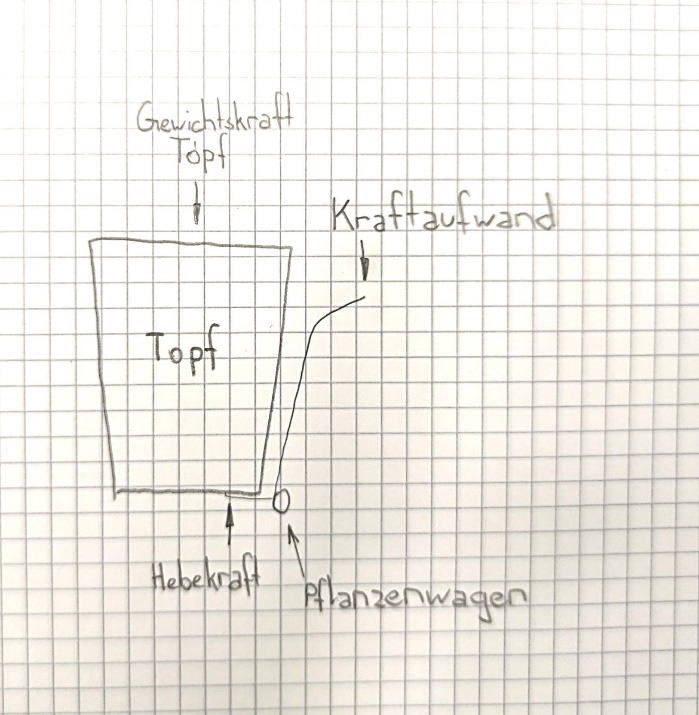 Gewichtskraft
Topf
Kraftaufwand
Topf
Hebekraft
Pflanzenwagen